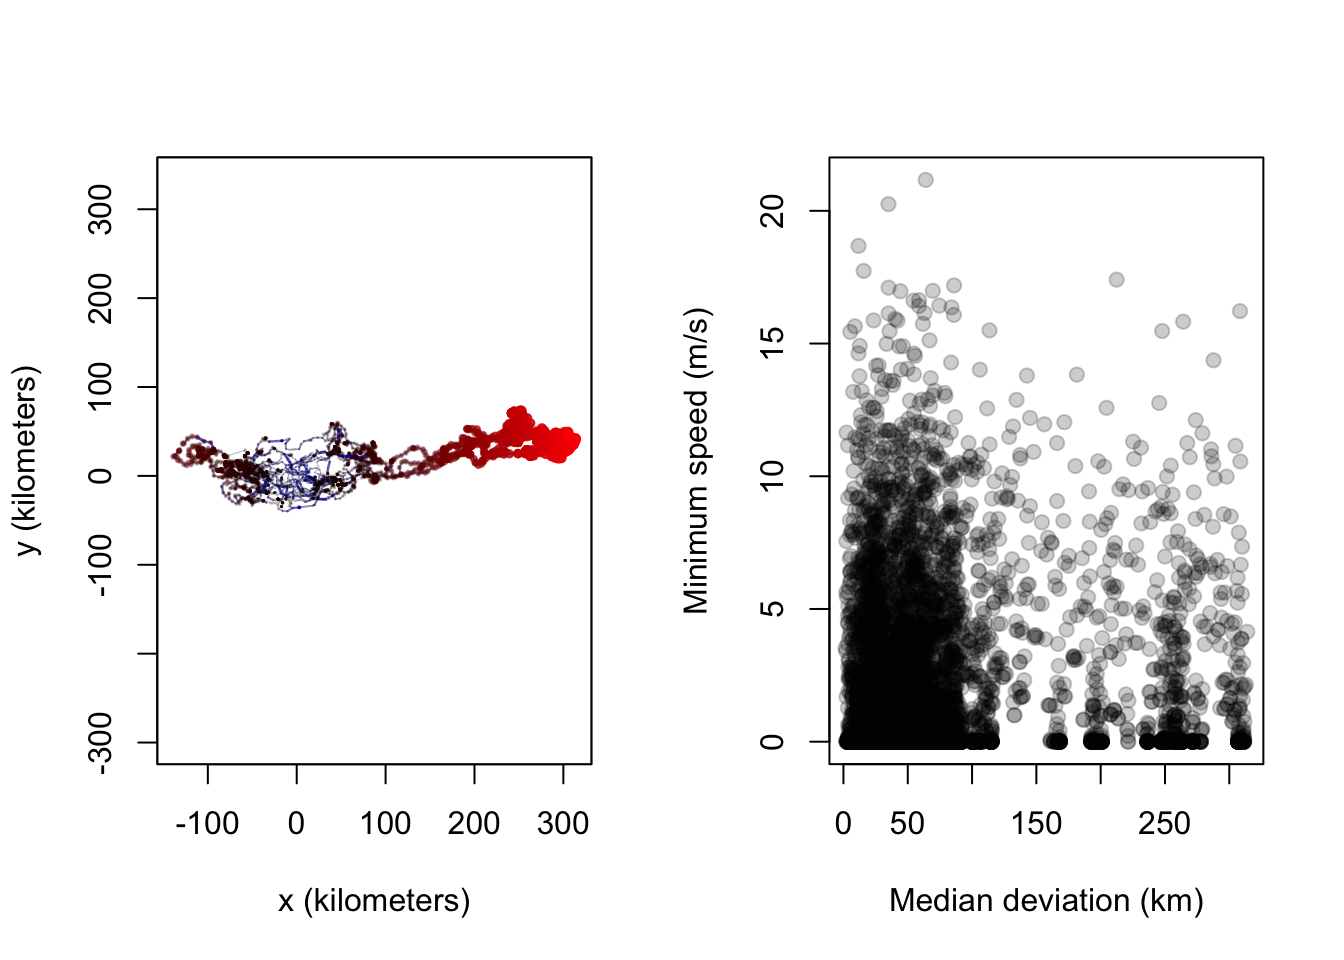 y (kilometers)
300
200
100
0
-100
-300
-100 0 100 200 300
x (kilometers)
Minimum speed (m/s)
20
15
10
5
0
0 50 150 250
Median deviation (km)